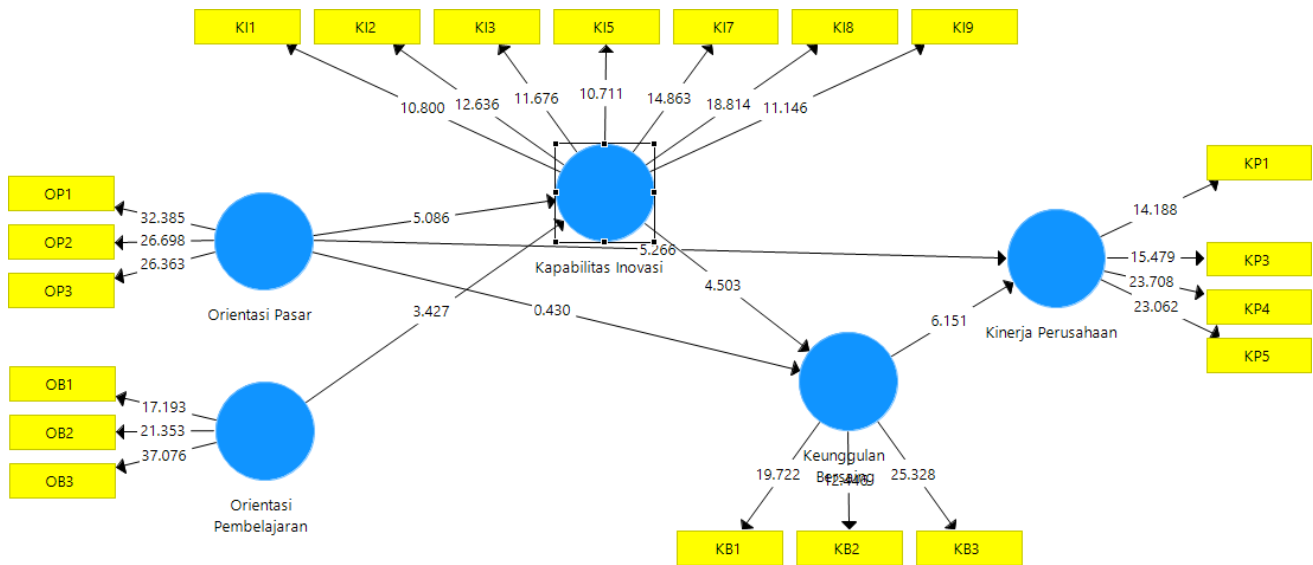 KI1
KI2
KI3
KI5
KI7
KI8
KI9
10.800
12.636
11.676
10.711
14.863
18.814
11.146
OP1
OP2
OP3
32.385
26.698
26.363
Orientasi Pasar
5.086
5.266
0.430
3.427
Kapabilitas Inovasi
4.503
OB1
OB2
OB3
17.193
21.353
37.076
Orientasi
Pembelajaran
6.151
Kinerja Perusahaan
14.188
15.479
23.708
23.062
KP1
KP3
KP4
KP5
Keunggulan
Bersaing
19.722
12.446
25.328
KB1
KB2
KB3